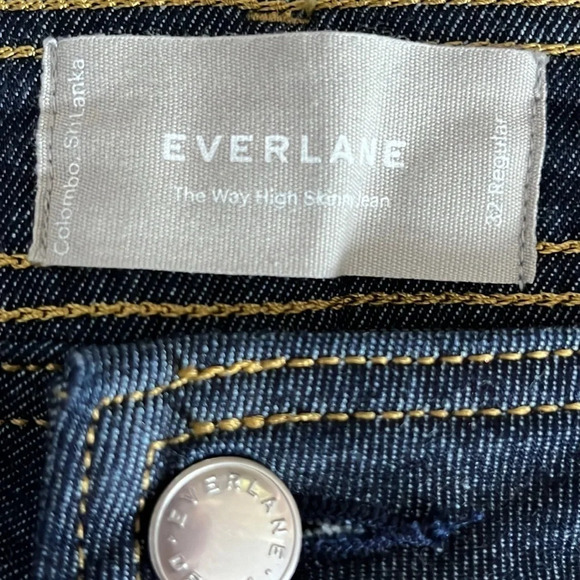 Colombo, Sri Lanka
EVERLANE
The Way High Skinny Jean
32 Regular
EVERLANE